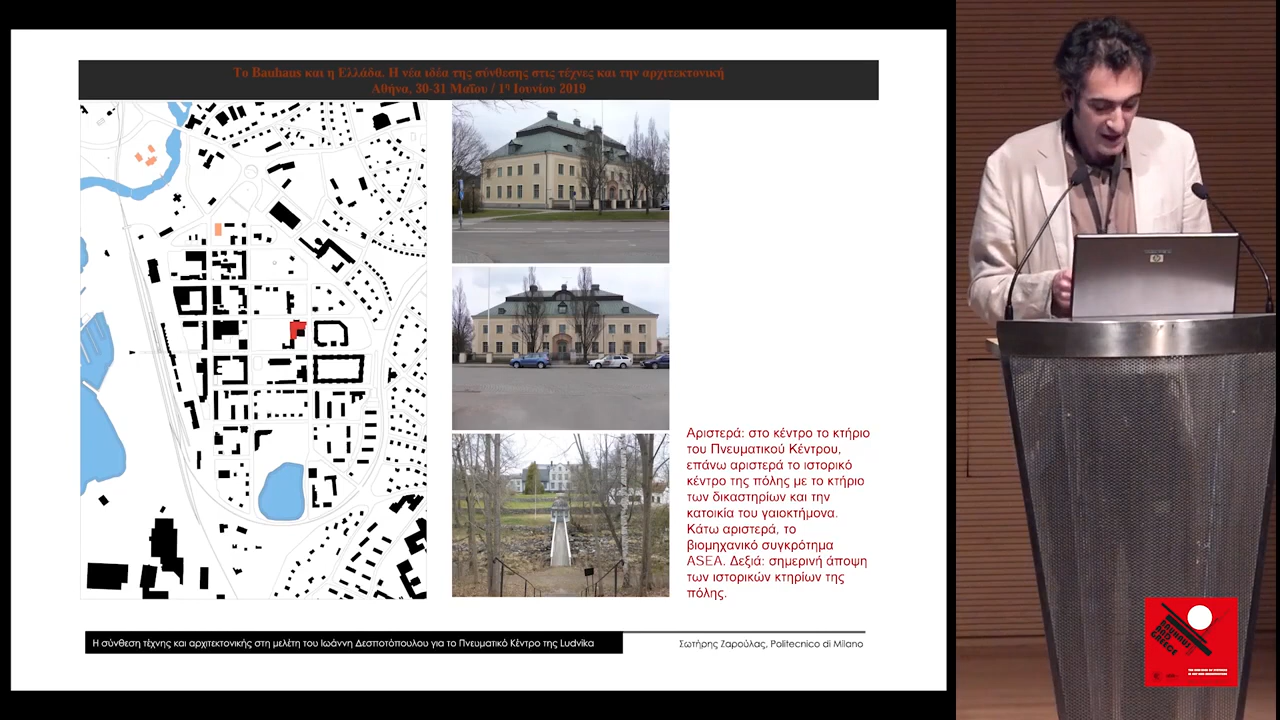 Το Bauhaus και η Ελλάδα. Η νέα ιδέα της σύνθεσης στις τέχνες και την αρχιτεκτονική
Αθήνα, 30-31 Μαΐου / 1η Ιουνίου 2019
Αριστερά: στο κέντρο το κτήριο
του Πνευματικού Κέντρου,
επάνω αριστερά το ιστορικό
κέντρο της πόλης με το κτήριο
των δικαστηρίων και την
κατοικία του γαιοκτήμονα.
Κάτω αριστερά, το
βιομηχανικό συγκρότημα
ASEA. Δεξιά: σημερινή άποψη
των ιστορικών κτηρίων της
πόλης.
Η σύνθεση τέχνης και αρχιτεκτονικής στη μελέτη του Ιωάννη Δεσποτόπουλου για το Πνευματικό Κέντρο της Ludvika
Σωτήρης Ζαρούλας, Politecnico di Milano
hp
BAUHAUS
AND
GREECE